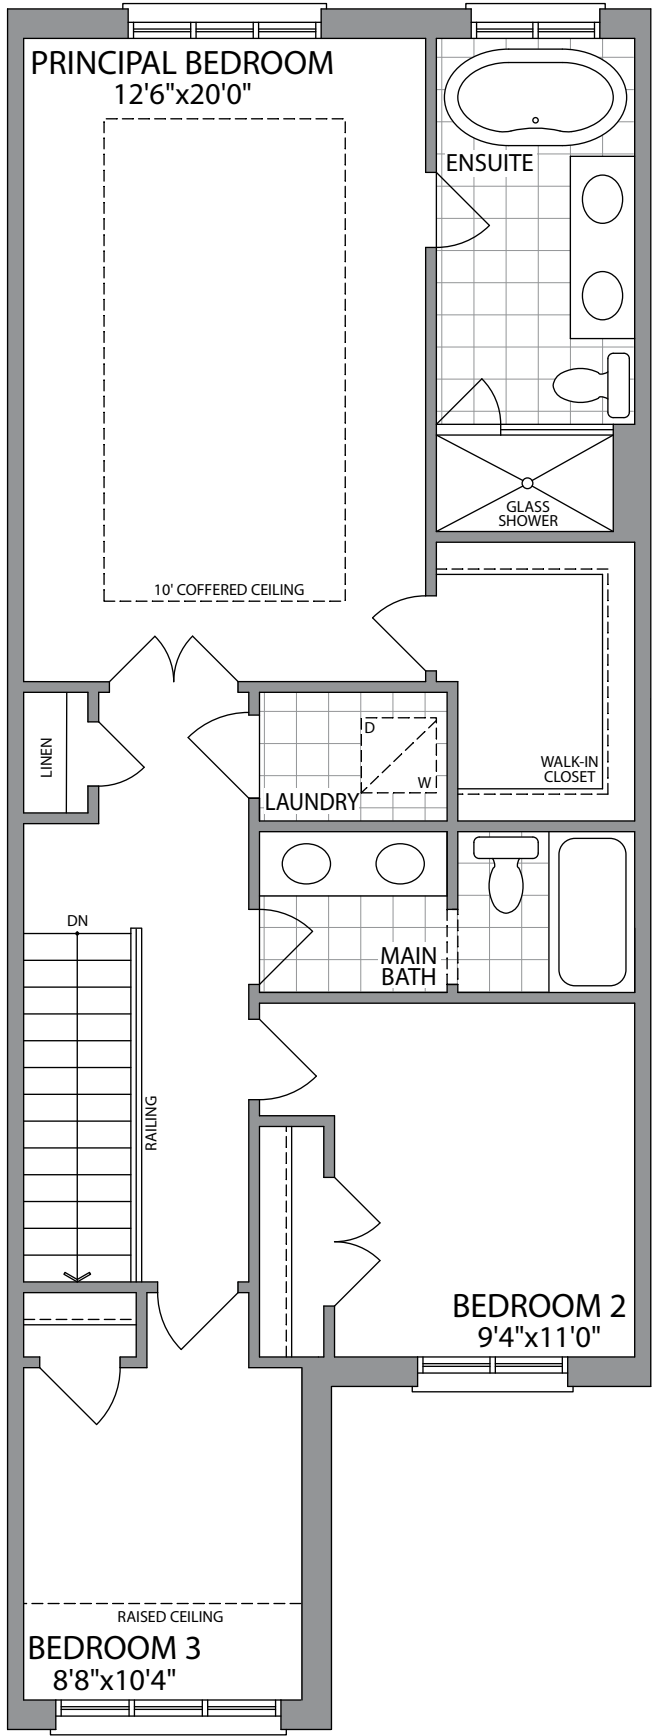 PRINCIPAL BEDROOM
12'6"x20'0"
ENSUITE
GLASS
SHOWER
10' COFFERED CEILING
WALK-IN
CLOSET
LINEN
D
W
LAUNDRY
MAIN
BATH
DN
RAILING
BEDROOM 2
9'4"x11'0"
RAISED CEILING
BEDROOM 3
8'8"x10'4"